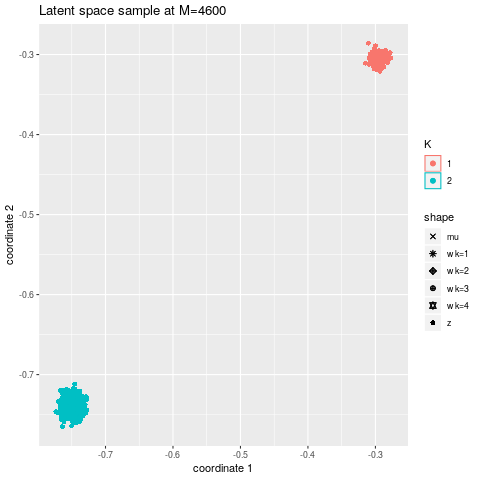 Latent space sample at M=4600
-0.3
-0.4
-0.5
-0.6
-0.7
coordinate 2
-0.7
-0.6
-0.5
-0.4
-0.3
coordinate 1
K
1
2
shape
mu
w k=1
w k=2
w k=3
w k=4
z